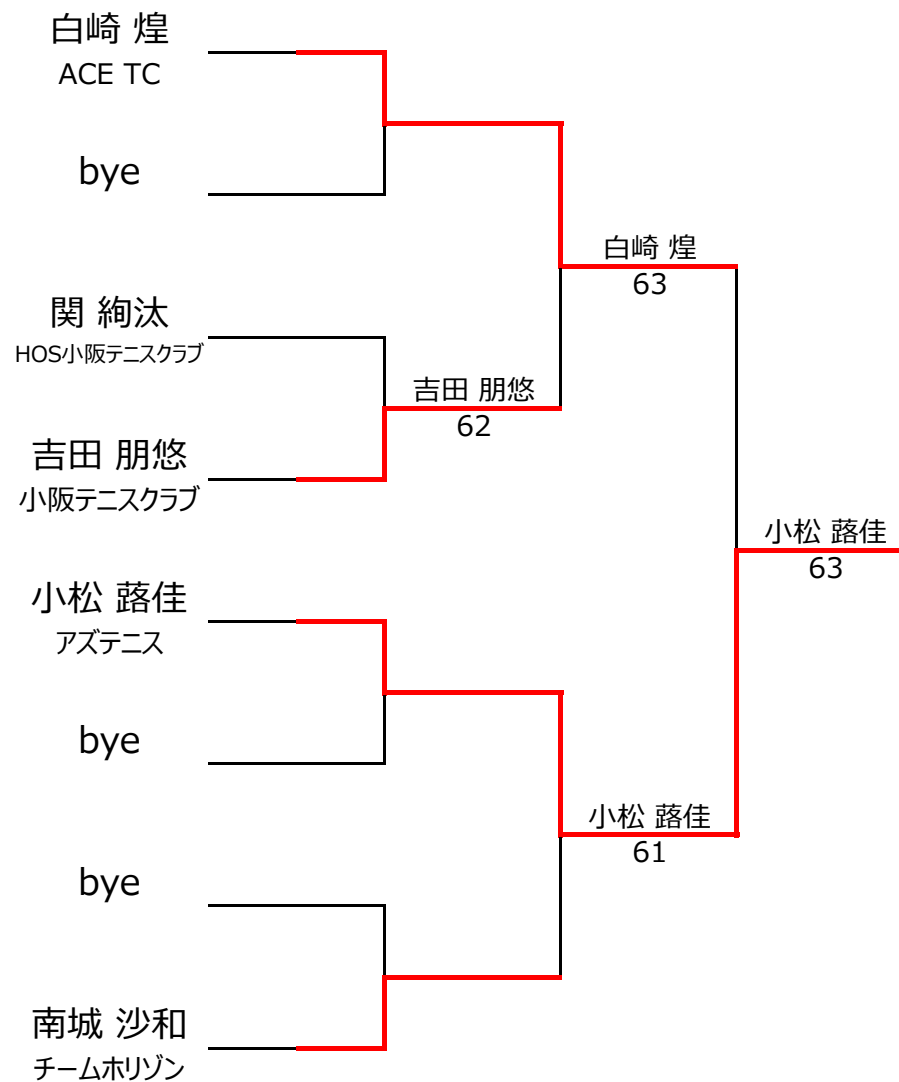 白崎 煌
ACE TC
bye
白崎 煌
63
関 絢汰
HOS小阪テニスクラブ
吉田 朋悠
62
吉田 朋悠
小阪テニスクラブ
小松 蕗佳
63
小松 蕗佳
アズテニス
bye
小松 蕗佳
61
bye
南城 沙和
チームホリゾン